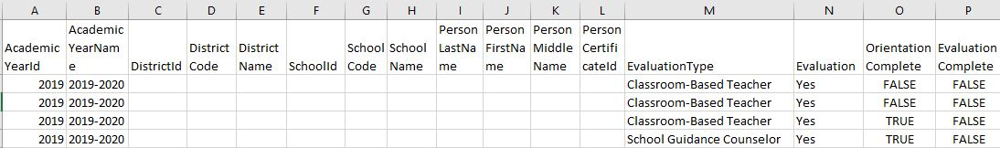 A B C D E F G H I J K L M N O P
Academic YearId Academic YearName DistrictId District Code District Name SchoolId School Code School Name Person LastName Person FirstName Person Middle Name Person CertificateId EvaluationType Evaluation Orientation Complete Evaluation Complete
2019 2019-2020 Classroom-Based Teacher Yes FALSE FALSE
2019 2019-2020 Classroom-Based Teacher Yes FALSE FALSE
2019 2019-2020 Classroom-Based Teacher Yes TRUE FALSE
2019 2019-2020 School Guidance Counselor Yes TRUE FALSE